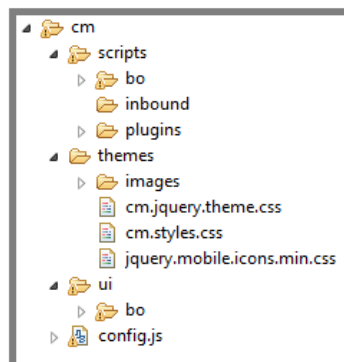 cm
scripts
bo
inbound
plugins
themes
images
cm.jquery.theme.css
cm.styles.css
jquery.mobile.icons.min.css
ui
bo
config.js